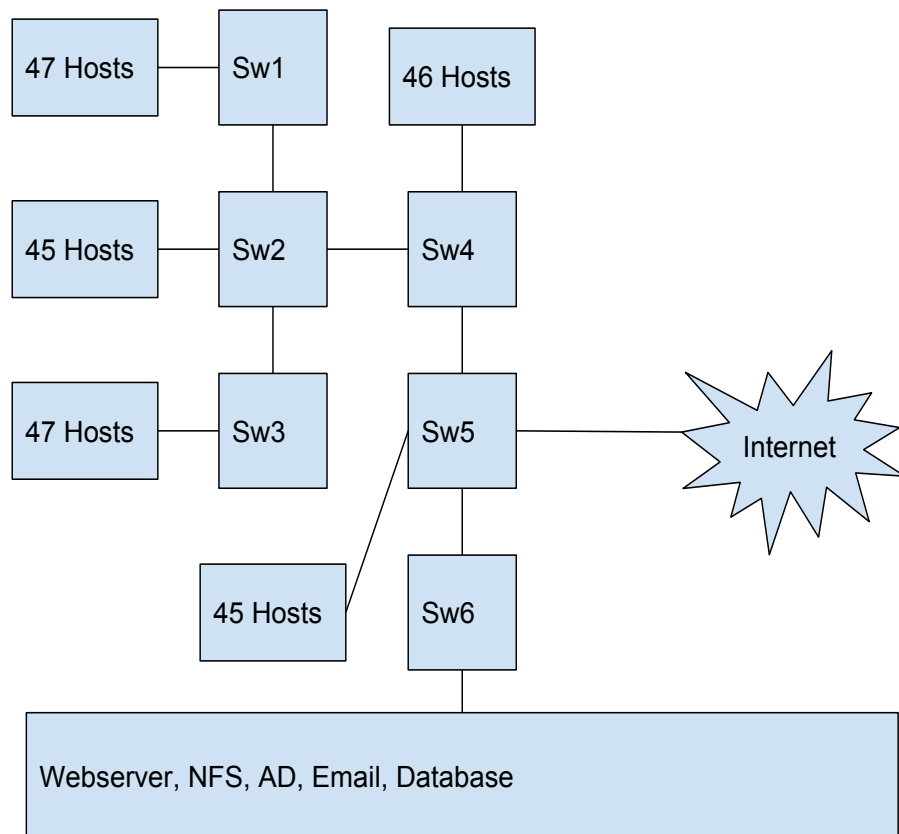 47 Hosts
Sw1
46 Hosts
45 Hosts
Sw2
Sw4
47 Hosts
Sw3
Sw5
Internet
45 Hosts
Sw6
Webserver, NFS, AD, Email, Database